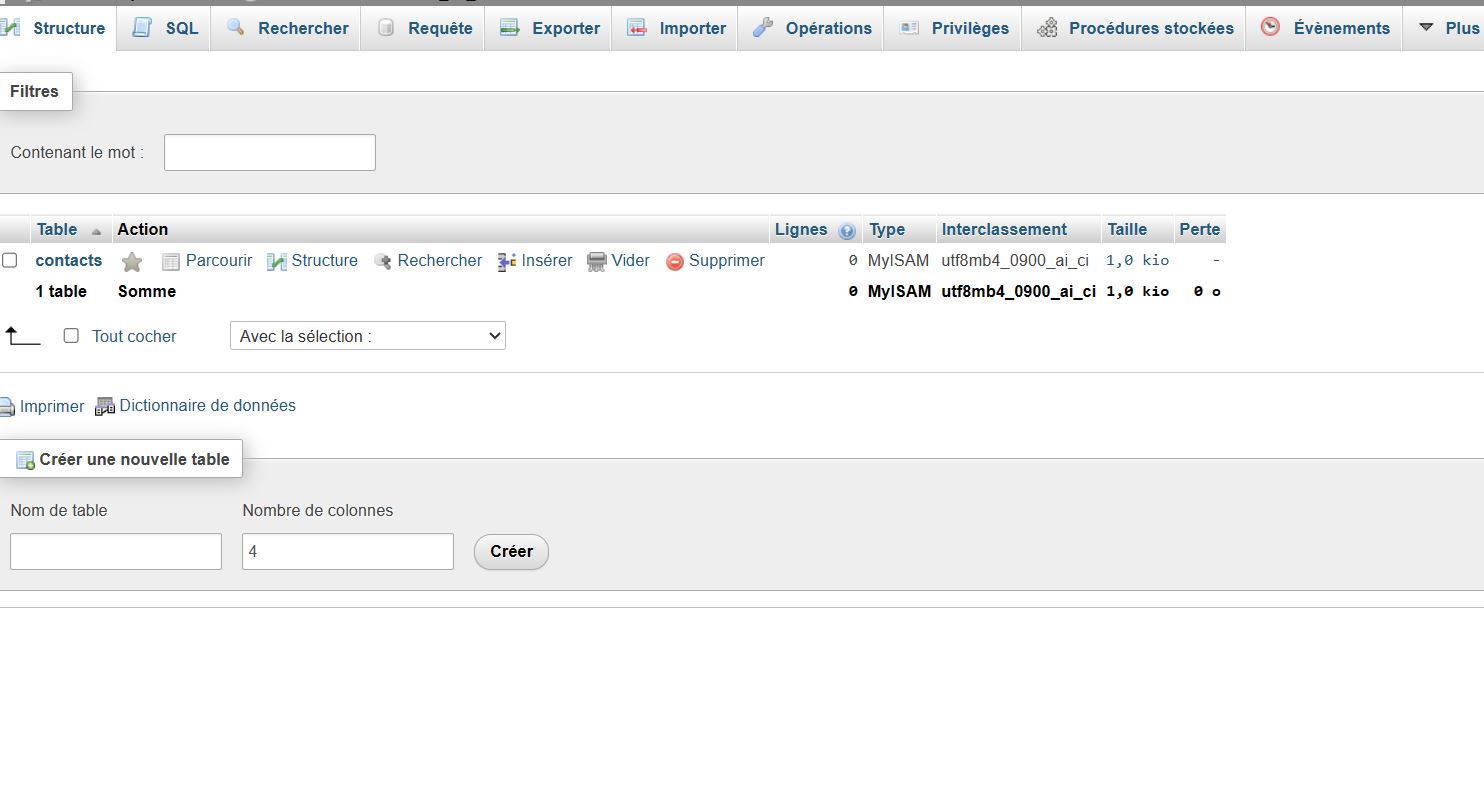 Structure SQL Rechercher Requête Exporter Importer Opérations Privilèges Procédures stockées Évènements Plus
Filtres
Contenant le mot :
Table Action Lignes Type Interclassement Taille Perte
contacts Parcourir Structure Rechercher Insérer Vider Supprimer 0 MyISAM utf8mb4_0900_ai_ci 1,0 kio -
1 table Somme 0 MyISAM utf8mb4_0900_ai_ci 1,0 kio 0 o
Tout cocher Avec la sélection :
Imprimer Dictionnaire de données
Créer une nouvelle table
Nom de table Nombre de colonnes
4 Créer